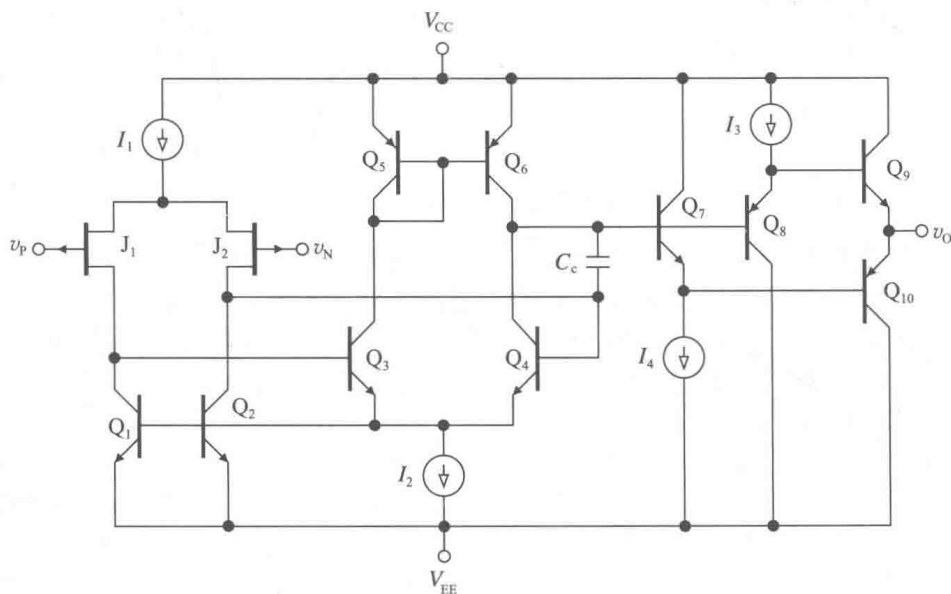 V_CC
I_1
Q_5
Q_6
I_3
Q_9
Q_7
Q_8
v_P
J_1
J_2
v_N
C_c
v_O
Q_10
Q_3
Q_4
I_4
Q_1
Q_2
I_2
V_EE